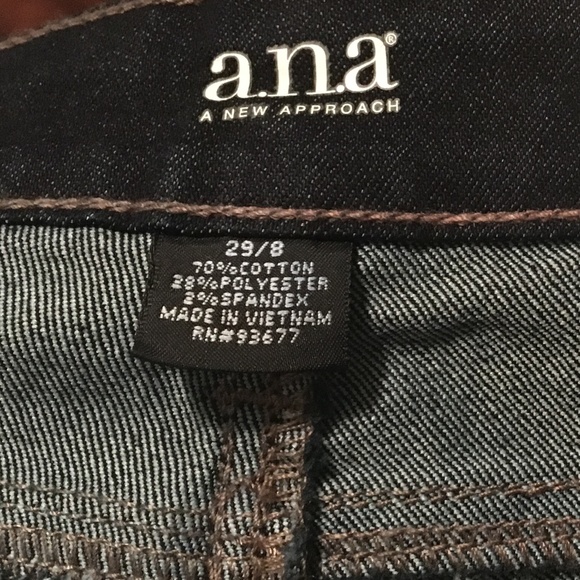 a.n.a®
A NEW APPROACH
29/8
70%COTTON
28%POLYESTER
2%SPANDEX
MADE IN VIETNAM
RN#93677